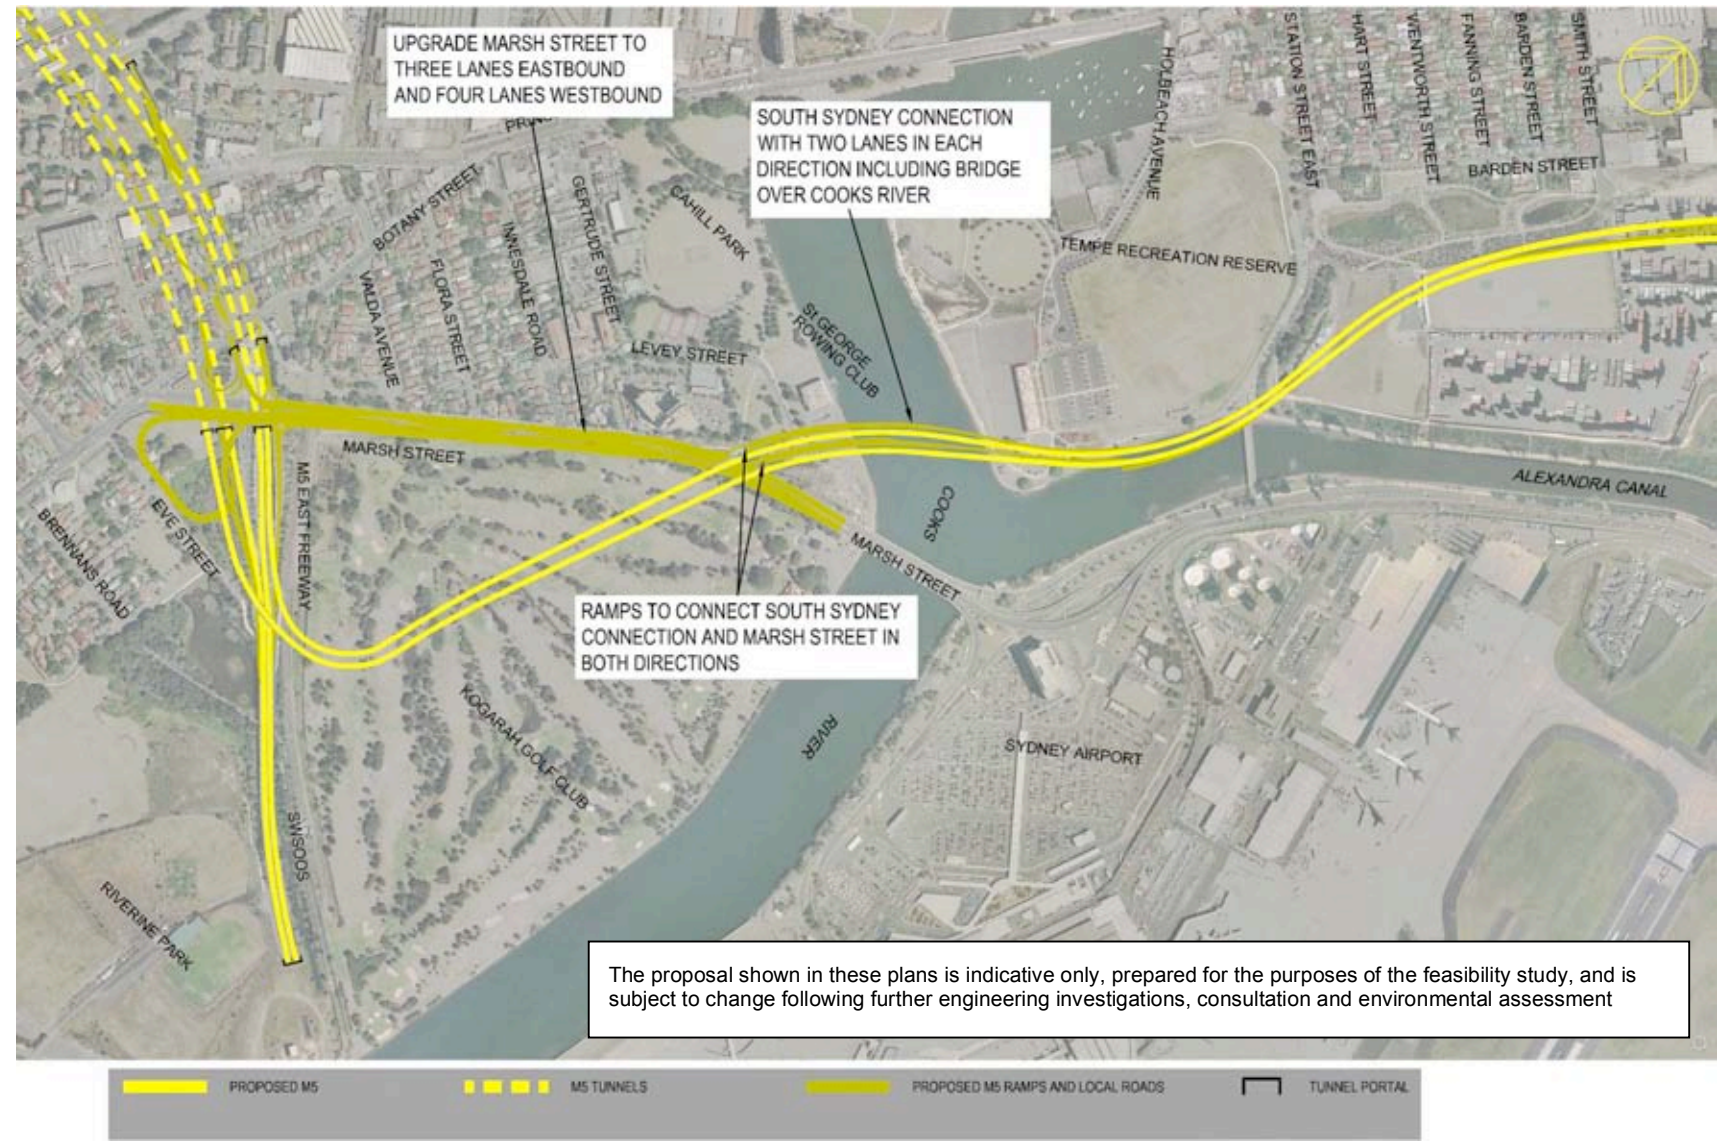 UPGRADE MARSH STREET TO
THREE LANES EASTBOUND
AND FOUR LANES WESTBOUND
SOUTH SYDNEY CONNECTION
WITH TWO LANES IN EACH
DIRECTION INCLUDING BRIDGE
OVER COOKS RIVER
HOLBEACH AVENUE
STATION STREET EAST
HART STREET
WENTWORTH STREET
FANNING STREET
BARDEN STREET
SMITH STREET
BARDEN STREET
BOTANY STREET
GERTRUDE STREET
CAHILL PARK
INNESDALE ROAD
FLORA STREET
VALDA AVENUE
TEMPE RECREATION RESERVE
LEVEY STREET
St GEORGE
ROWING CLUB
MARSH STREET
M5 EAST FREEWAY
EVE STREET
BRENNANS ROAD
COOKS
ALEXANDRA CANAL
MARSH STREET
RAMPS TO CONNECT SOUTH SYDNEY
CONNECTION AND MARSH STREET IN
BOTH DIRECTIONS
KOGARAH GOLF CLUB
RIVER
SYDNEY AIRPORT
SWSOOS
RIVERINE PARK
The proposal shown in these plans is indicative only, prepared for the purposes of the feasibility study, and is
subject to change following further engineering investigations, consultation and environmental assessment
PROPOSED M5
M5 TUNNELS
PROPOSED M5 RAMPS AND LOCAL ROADS
TUNNEL PORTAL